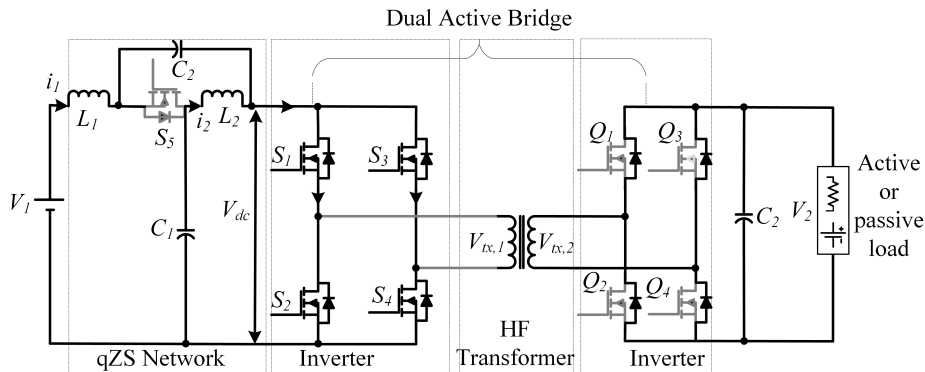 Dual Active Bridge
C2
i1
L1
S5
i2
L2
V1
C1
Vdc
S1
S3
S2
S4
Vtx,1
Vtx,2
Q1
Q3
Q2
Q4
C2
V2
Active
or
passive
load
qZS Network
Inverter
HF
Transformer
Inverter